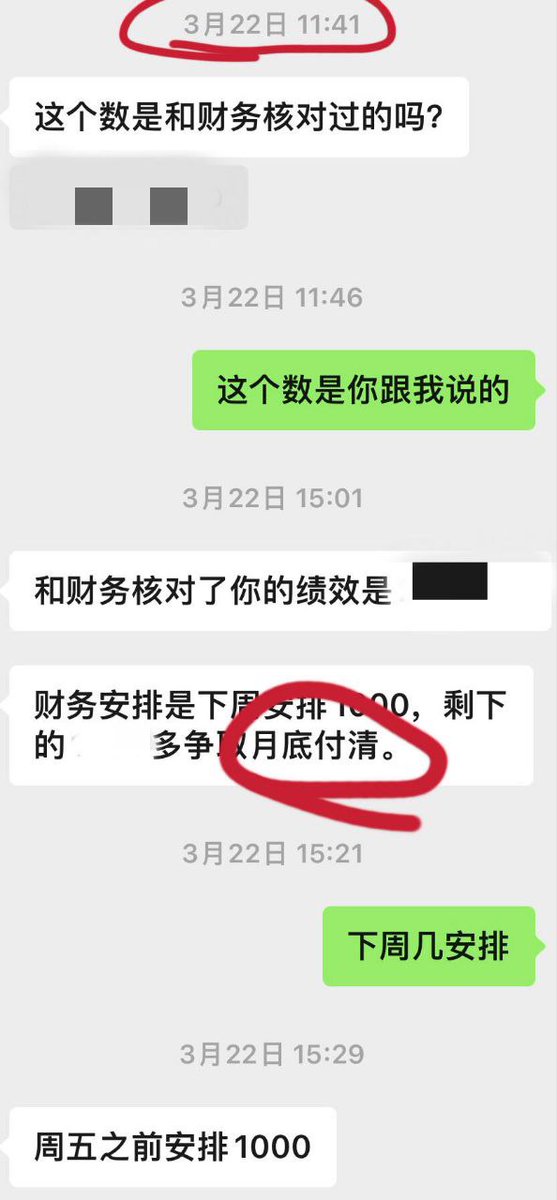 3月22日 11:41
这个数是和财务核对过的吗?
3月22日 11:46
这个数是你跟我说的
3月22日 15:01
和财务核对了你的绩效是
财务安排是下周安排1000，剩下
的 多争取月底付清。
3月22日 15:21
下周几安排
3月22日 15:29
周五之前安排1000